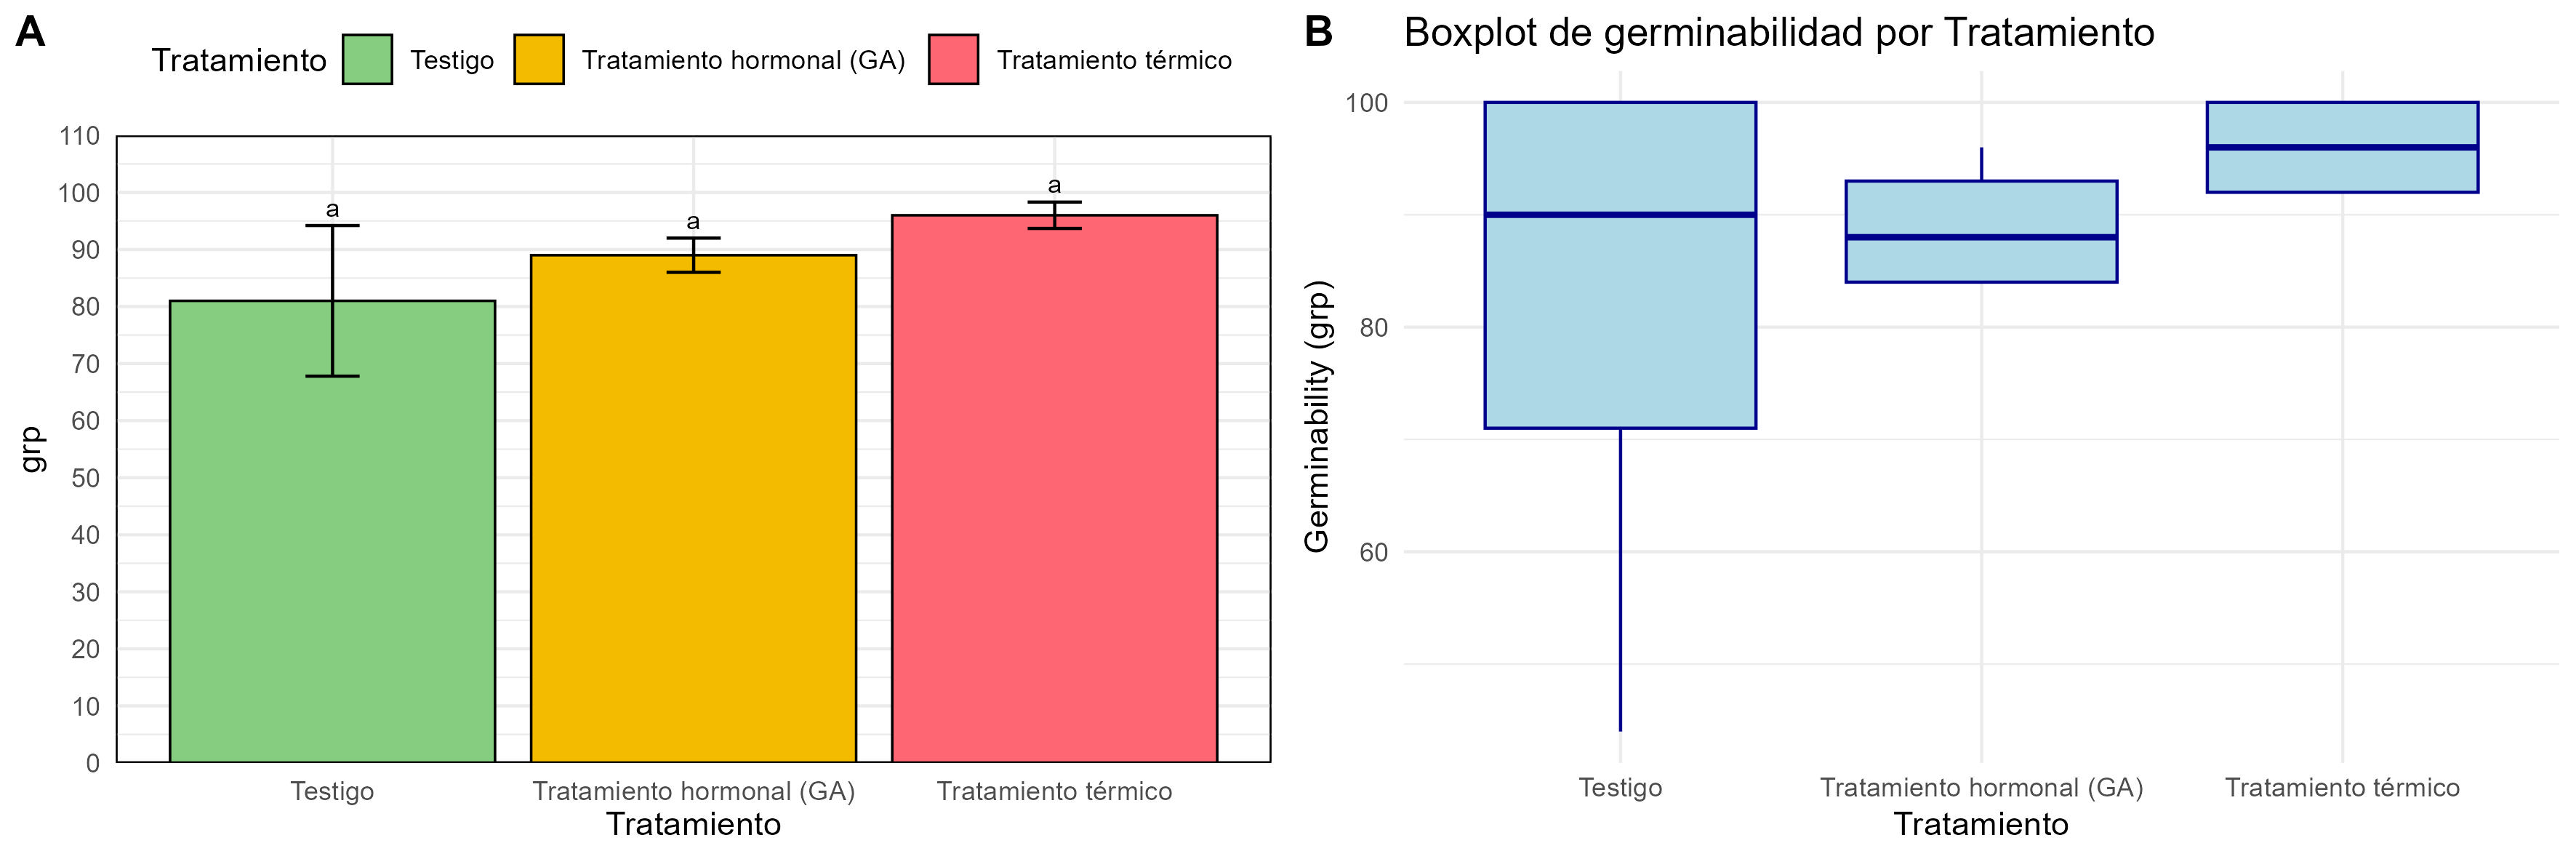 A
Tratamiento Testigo Tratamiento hormonal (GA) Tratamiento térmico
110
100
90
80
70
60
50
40
30
20
10
0
grp
a
a
a
Testigo Tratamiento hormonal (GA) Tratamiento térmico
Tratamiento
B Boxplot de germinabilidad por Tratamiento
100
80
60
Germinability (grp)
Testigo Tratamiento hormonal (GA) Tratamiento térmico
Tratamiento